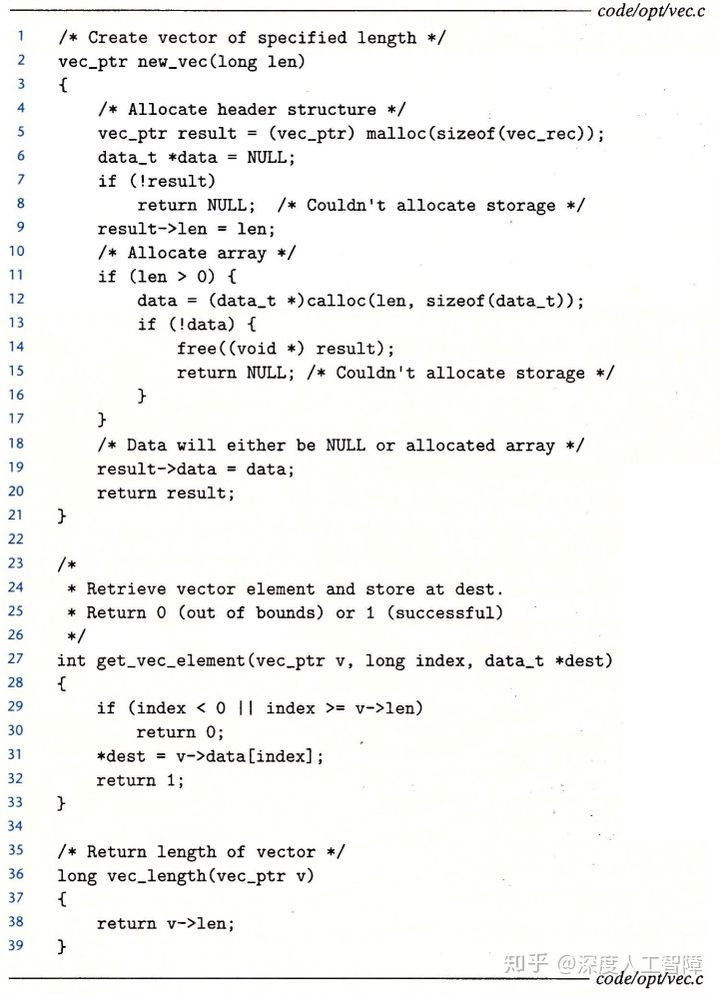 code/opt/vec.c
1 /* Create vector of specified length */
2 vec_ptr new_vec(long len)
3 {
4     /* Allocate header structure */
5     vec_ptr result = (vec_ptr) malloc(sizeof(vec_rec));
6     data_t *data = NULL;
7     if (!result)
8         return NULL;  /* Couldn't allocate storage */
9     result->len = len;
10     /* Allocate array */
11     if (len > 0) {
12         data = (data_t *)calloc(len, sizeof(data_t));
13         if (!data) {
14             free((void *) result);
15             return NULL; /* Couldn't allocate storage */
16         }
17     }
18     /* Data will either be NULL or allocated array */
19     result->data = data;
20     return result;
21 }
22
23 /*
24  * Retrieve vector element and store at dest.
25  * Return 0 (out of bounds) or 1 (successful)
26  */
27 int get_vec_element(vec_ptr v, long index, data_t *dest)
28 {
29     if (index < 0 || index >= v->len)
30         return 0;
31     *dest = v->data[index];
32     return 1;
33 }
34
35 /* Return length of vector */
36 long vec_length(vec_ptr v)
37 {
38     return v->len;
39 }
知乎 @深度人工智障
code/opt/vec.c